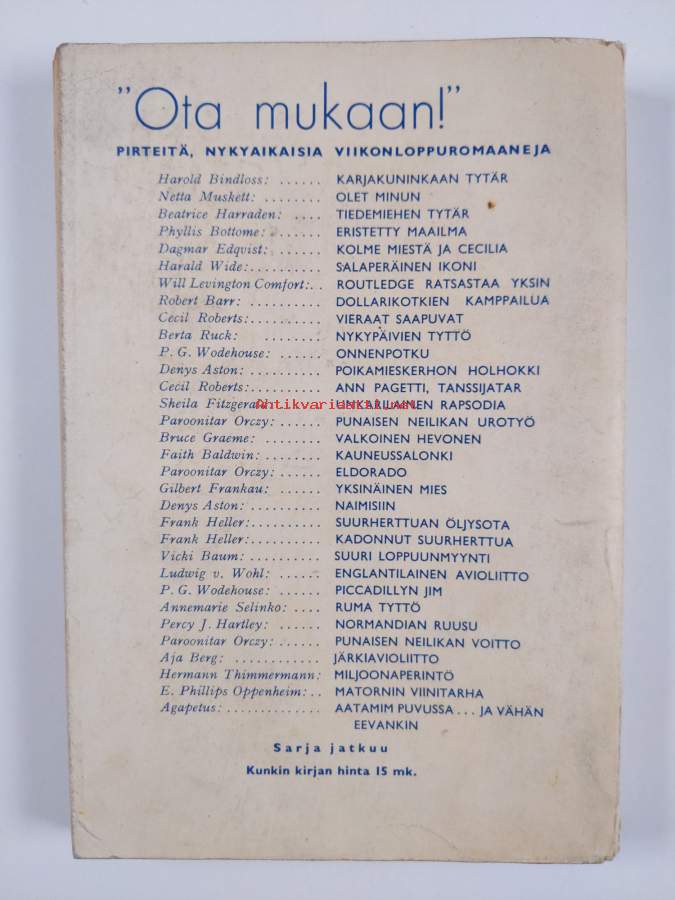 "Ota mukaan!"
PIRTEITÄ, NYKYAIKAISIA VIIKONLOPPUROMAANEJA
Harold Bindloss: ...... KARJAKUNINKAAN TYTÄR
Netta Muskett: ........ OLET MINUN
Beatrice Harraden: .... TIEDEMIEHEN TYTÄR
Phyllis Bottome: ....... ERISTETTY MAAILMA
Dagmar Edqvist: ...... KOLME MIESTÄ JA CECILIA
Harald Wide: .......... SALAPERÄINEN IKONI
Will Levington Comfort: .. ROUTLEDGE RATSASTAA YKSIN
Robert Barr: .......... DOLLARIKOTKIEN KAMPPAILUA
Cecil Roberts: .......... VIERAAT SAAPUVAT
Berta Ruck: ........ NYKYPÄIVIEN TYTTÖ
P. G. Wodehouse: ...... ONNENPOTKU
Denys Aston: .......... POIKAMIESKERHON HOLHOKKI
Cecil Roberts: .......... ANN PAGETTI, TANSSIJATAR
Sheila Fitzgerald: UNKARILAINEN RAPSODIA
Paroonitar Orczy: ...... PUNAISEN NEILIKAN UROTYÖ
Bruce Graeme: ........ VALKOINEN HEVONEN
Faith Baldwin: ........ KAUNEUSSALONKI
Paroonitar Orczy: ...... ELDORADO
Gilbert Frankau: ...... YKSINÄINEN MIES
Denys Aston: .......... NAIMISIIN
Frank Heller: .......... SUURHERTTUAN ÖLJYSOTA
Frank Heller: .......... KADONNUT SUURHERTTUA
Vicki Baum: .......... SUURI LOPPUUNMYYNTI
Ludwig v. Wohl: ...... ENGLANTILAINEN AVIOLIITTO
P. G. Wodehouse: ...... PICCADILLYN JIM
Annemarie Selinko: .... RUMA TYTTÖ
Percy J. Hartley: ...... NORMANDIAN RUUSU
Paroonitar Orczy: ...... PUNAISEN NEILIKAN VOITTO
Aja Berg: ............ JÄRKIAVIOLIITTO
Hermann Thimmermann: MILJOONAPERINTÖ
E. Phillips Oppenheim: .. MATORNIN VIINITARHA
Agapetus: .............. AATAMIM PUVUSSA ... JA VÄHÄN
EEVANKIN
Sarja jatkuu
Kunkin kirjan hinta 15 mk.